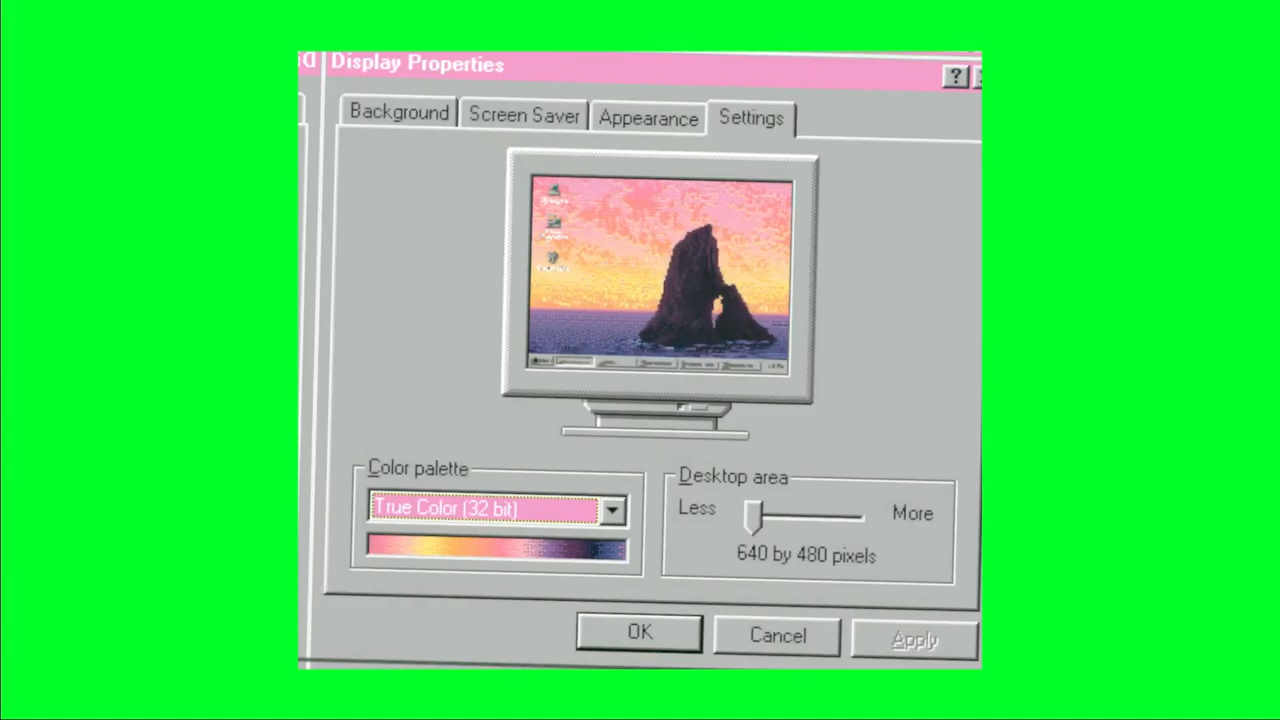 Display Properties
?
Background
Screen Saver
Appearance
Settings
Color palette
True Color (32 bit)
Desktop area
Less
More
640 by 480 pixels
OK
Cancel
Apply